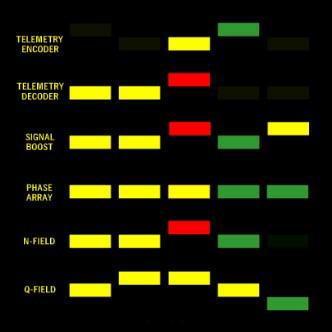 TELEMETRY
ENCODER
TELEMETRY
DECODER
SIGNAL
BOOST
PHASE
ARRAY
N-FIELD
Q-FIELD